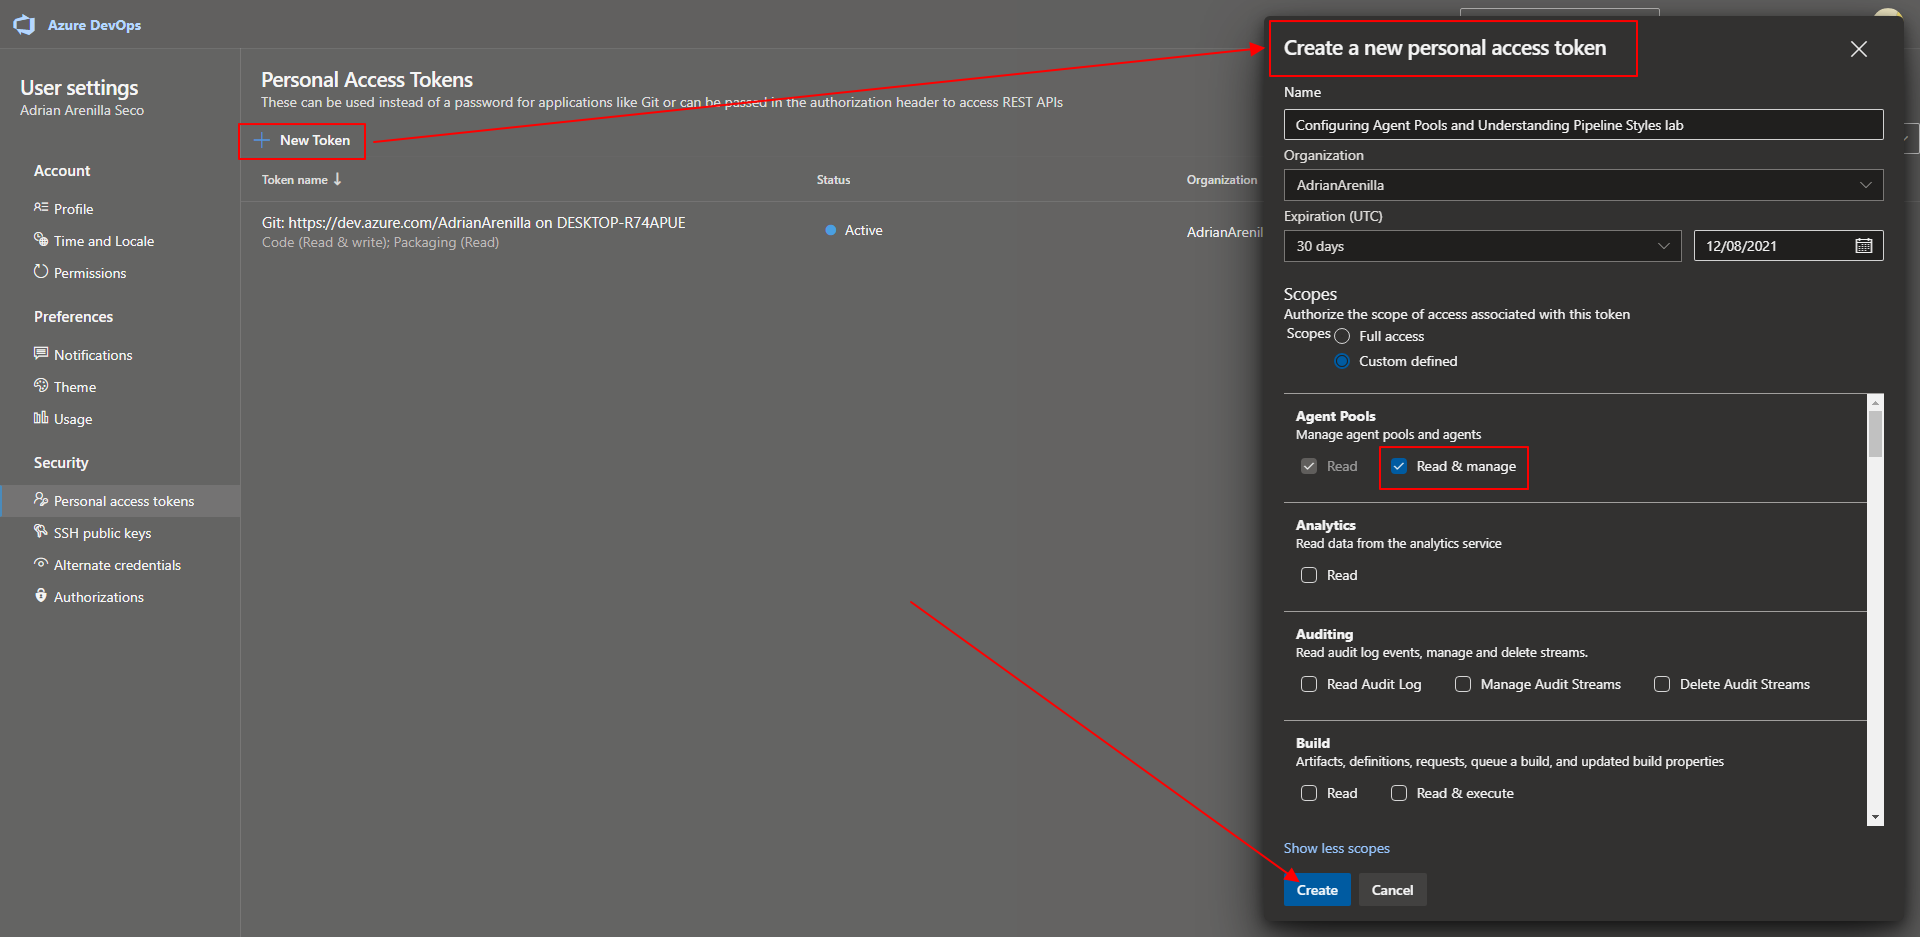 Azure DevOps
User settings
Adrian Arenilla Seco
Account
Profile
Time and Locale
Permissions
Preferences
Notifications
Theme
Usage
Security
Personal access tokens
SSH public keys
Alternate credentials
Authorizations
Personal Access Tokens
These can be used instead of a password for applications like Git or can be passed in the authorization header to access REST APIs
New Token
Token name Status Organization
Git: https://dev.azure.com/AdrianArenilla on DESKTOP-R74APUE Active AdrianArenil
Code (Read & write); Packaging (Read)
Create a new personal access token
Name
Configuring Agent Pools and Understanding Pipeline Styles lab
Organization
AdrianArenilla
Expiration (UTC)
30 days 12/08/2021
Scopes
Authorize the scope of access associated with this token
Scopes Full access
Custom defined
Agent Pools
Manage agent pools and agents
Read Read & manage
Analytics
Read data from the analytics service
Read
Auditing
Read audit log events, manage and delete streams.
Read Audit Log Manage Audit Streams Delete Audit Streams
Build
Artifacts, definitions, requests, queue a build, and updated build properties
Read Read & execute
Show less scopes
Create Cancel